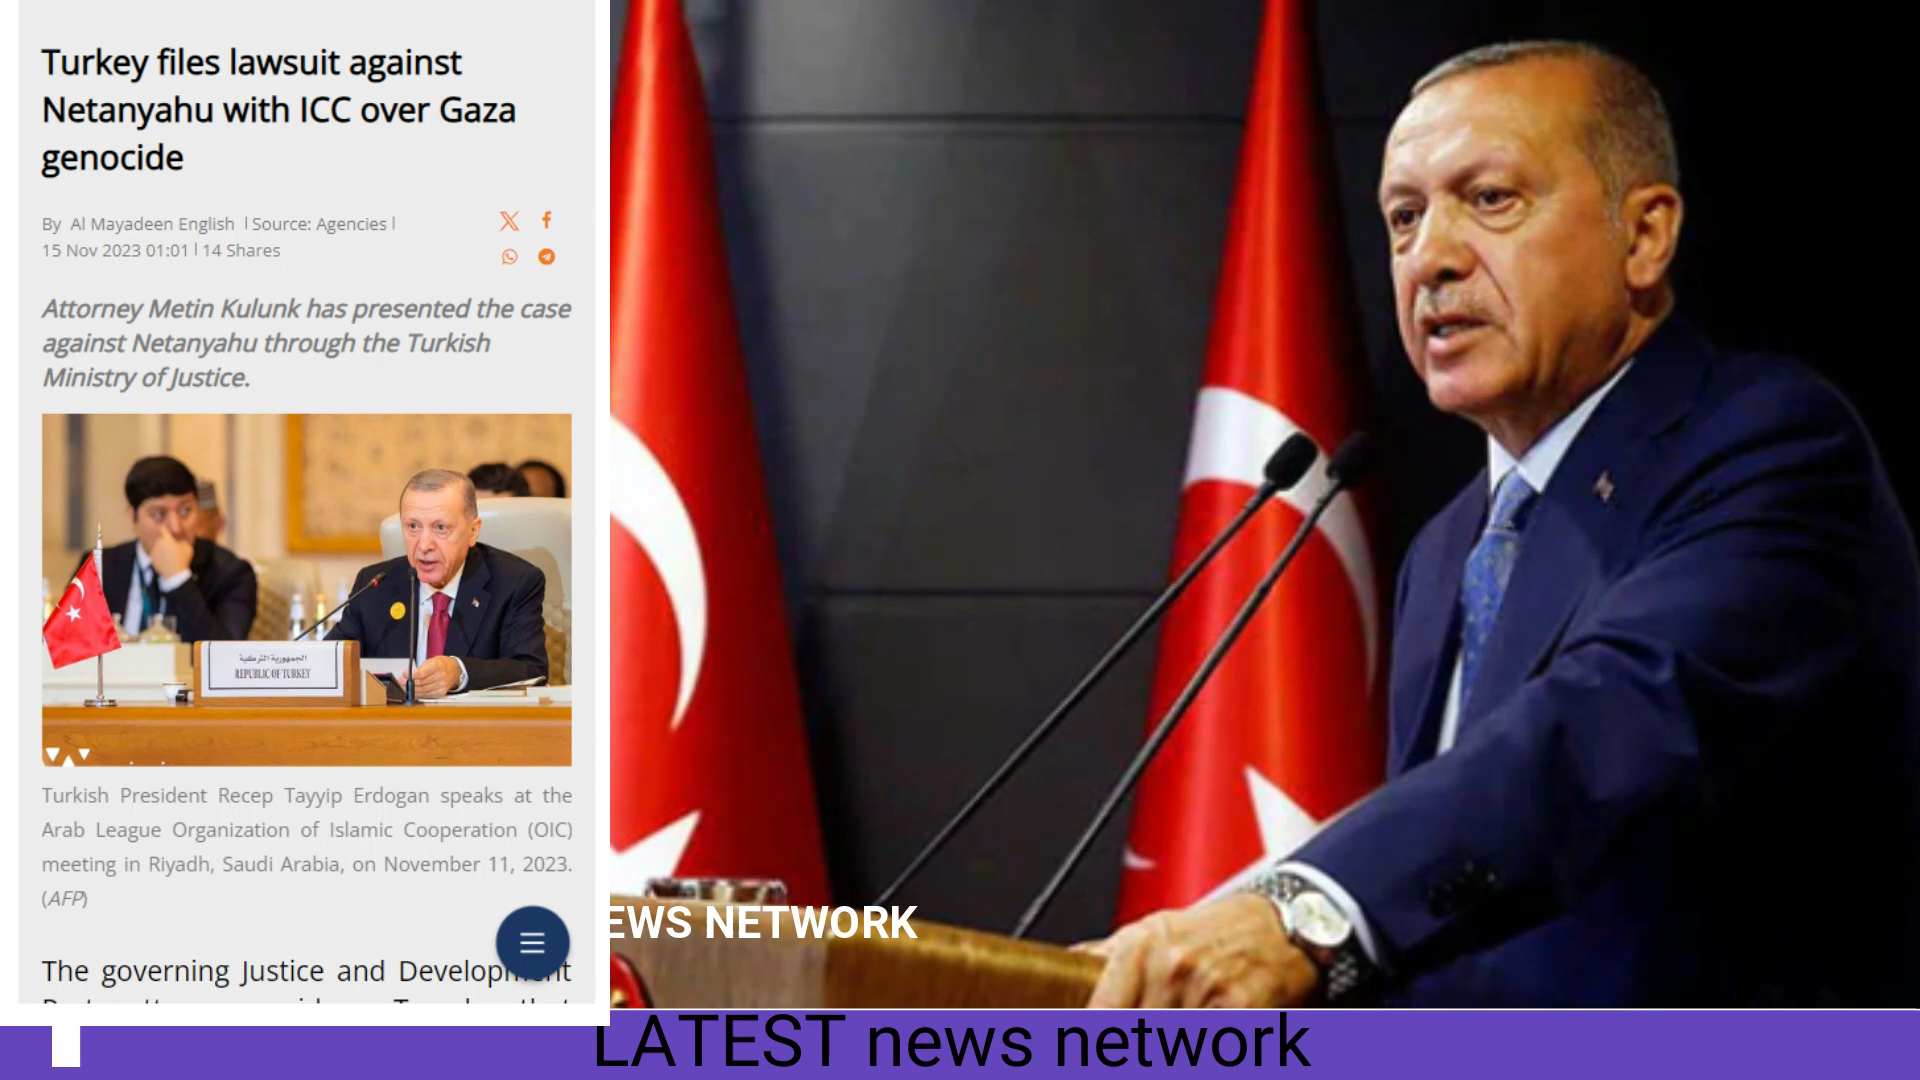 Turkey files lawsuit against
Netanyahu with ICC over Gaza
genocide
By Al Mayadeen English | Source: Agencies |
15 Nov 2023 01:01 | 14 Shares
Attorney Metin Kulunk has presented the case
against Netanyahu through the Turkish
Ministry of Justice.
الجمهورية التركية
REPUBLIC OF TURKEY
Turkish President Recep Tayyip Erdogan speaks at the
Arab League Organization of Islamic Cooperation (OIC)
meeting in Riyadh, Saudi Arabia, on November 11, 2023.
(AFP)
The governing Justice and Development
EWS NETWORK
LATEST news network